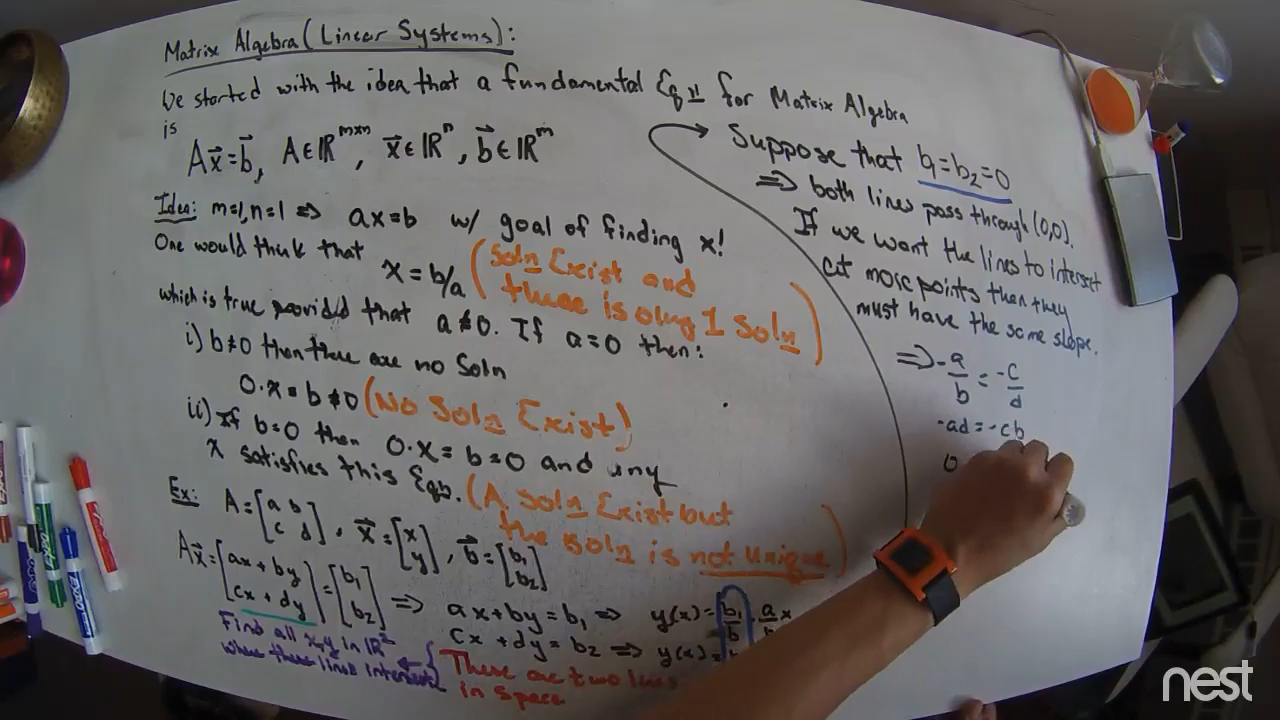 Matrix Algebra (Linear Systems):
We started with the idea that a fundamental Eqn for Matrix Algebra
is
Ax⃗=b⃗, A∈ℝ^{m×n}, x⃗∈ℝ^n, b⃗∈ℝ^m
Idea: m=1, n=1 => ax=b w/ goal of finding x!
One would think that
x = b/a (Soln Exist and
there is only 1 Soln)
which is true provided that a≠0. If a=0 then:
i) b≠0 then there are no Soln
0·x = b≠0 (No Soln Exist)
ii) If b=0 then 0·x=b=0 and any
x satisfies this Eqn. (A Soln Exist but
the soln is not unique)
Ex: A=[a b
c d], x⃗=[x
y], b⃗=[b₁
b₂]
Ax⃗=[ax+by
cx+dy]=[b₁
b₂] => ax+by=b₁ => y(x)=b₁/b - a/b x
cx+dy=b₂ => y(x)=
Find all x,y in ℝ²
where these lines intersect
There are two lines
in space
Suppose that b₁=b₂=0
=> both lines pass through (0,0).
If we want the lines to intersect
at more points then they
must have the same slope.
=> -a/b = -c/d
-ad=-cb
0
nest